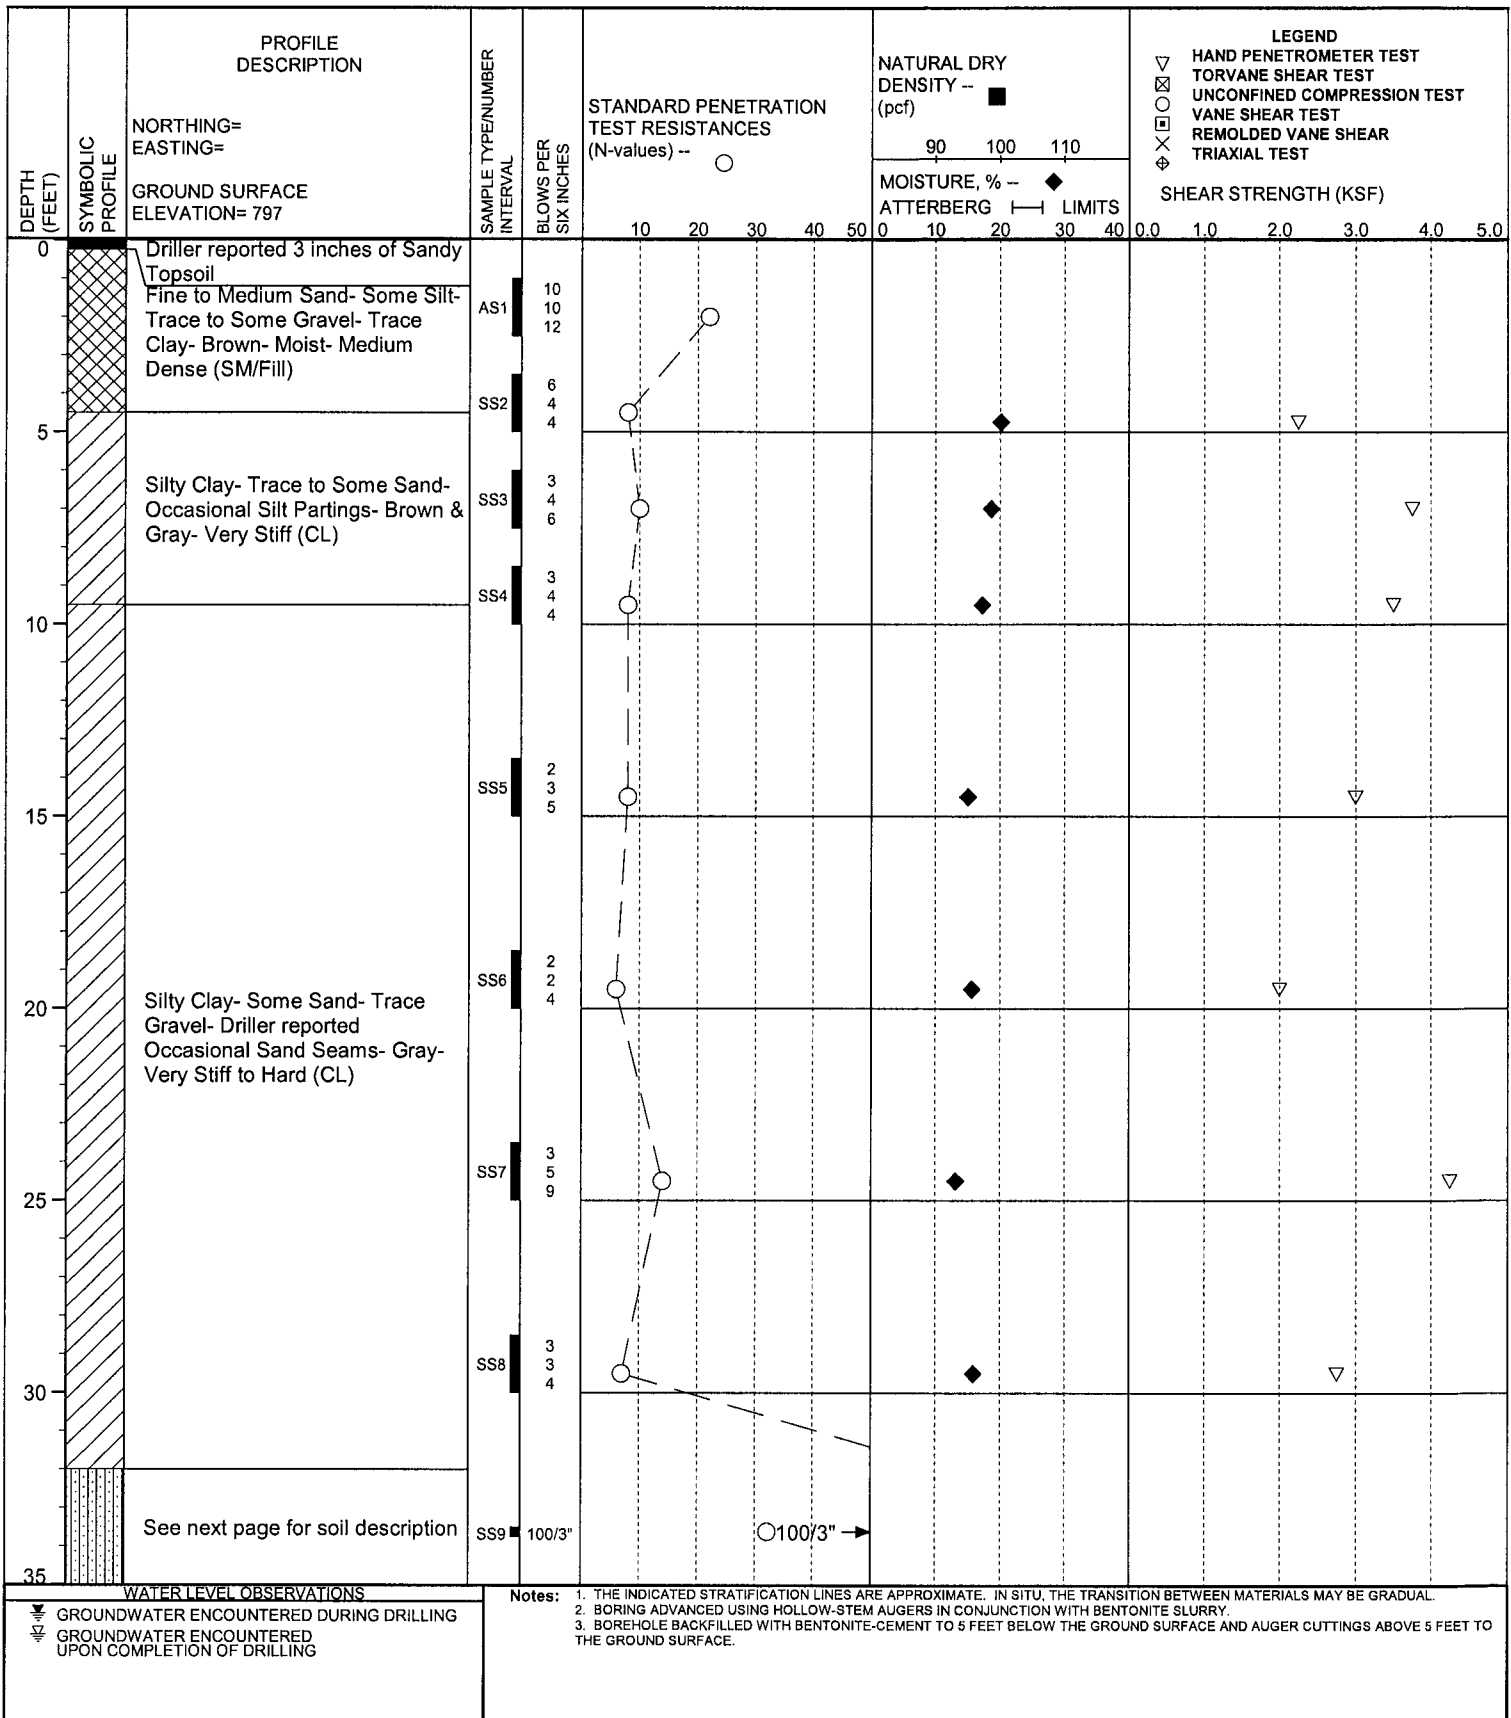 DEPTH
(FEET)
SYMBOLIC
PROFILE
PROFILE
DESCRIPTION
NORTHING=
EASTING=
GROUND SURFACE
ELEVATION= 797
SAMPLE TYPE/NUMBER
INTERVAL
BLOWS PER
SIX INCHES
STANDARD PENETRATION
TEST RESISTANCES
(N-values) --
10 20 30 40 50
NATURAL DRY
DENSITY --
(pcf)
90 100 110
MOISTURE, % --
ATTERBERG LIMITS
0 10 20 30 40
LEGEND
HAND PENETROMETER TEST
TORVANE SHEAR TEST
UNCONFINED COMPRESSION TEST
VANE SHEAR TEST
REMOLDED VANE SHEAR
TRIAXIAL TEST
SHEAR STRENGTH (KSF)
0.0 1.0 2.0 3.0 4.0 5.0
0
Driller reported 3 inches of Sandy
Topsoil
Fine to Medium Sand- Some Silt-
Trace to Some Gravel- Trace
Clay- Brown- Moist- Medium
Dense (SM/Fill)
AS1
10
10
12
SS2
6
4
4
5
Silty Clay- Trace to Some Sand-
Occasional Silt Partings- Brown &
Gray- Very Stiff (CL)
SS3
3
4
6
SS4
3
4
4
10
SS5
2
3
5
15
SS6
2
2
4
20
Silty Clay- Some Sand- Trace
Gravel- Driller reported
Occasional Sand Seams- Gray-
Very Stiff to Hard (CL)
SS7
3
5
9
25
SS8
3
3
4
30
See next page for soil description
SS9
100/3"
100/3"
35
WATER LEVEL OBSERVATIONS
GROUNDWATER ENCOUNTERED DURING DRILLING
GROUNDWATER ENCOUNTERED
UPON COMPLETION OF DRILLING
Notes: 1. THE INDICATED STRATIFICATION LINES ARE APPROXIMATE. IN SITU, THE TRANSITION BETWEEN MATERIALS MAY BE GRADUAL.
2. BORING ADVANCED USING HOLLOW-STEM AUGERS IN CONJUNCTION WITH BENTONITE SLURRY.
3. BOREHOLE BACKFILLED WITH BENTONITE-CEMENT TO 5 FEET BELOW THE GROUND SURFACE AND AUGER CUTTINGS ABOVE 5 FEET TO
THE GROUND SURFACE.